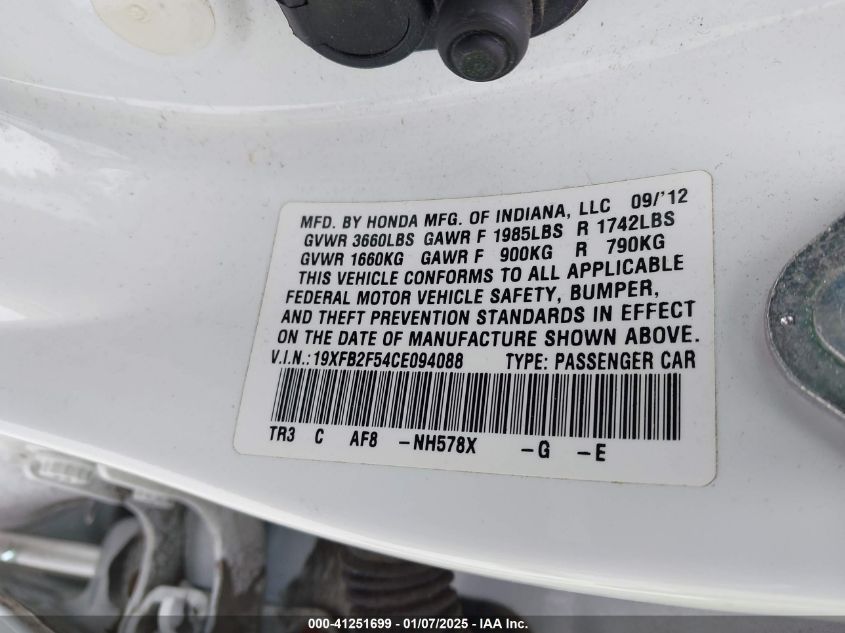 MFD. BY HONDA MFG. OF INDIANA, LLC 09/'12
GVWR 3660LBS GAWR F 1985LBS R 1742LBS
GVWR 1660KG GAWR F 900KG R 790KG
THIS VEHICLE CONFORMS TO ALL APPLICABLE
FEDERAL MOTOR VEHICLE SAFETY, BUMPER,
AND THEFT PREVENTION STANDARDS IN EFFECT
ON THE DATE OF MANUFACTURE SHOWN ABOVE.
V.I.N.:19XFB2F54CE094088 TYPE: PASSENGER CAR
TR3 C AF8 -NH578X -G -E
000-41251699 - 01/07/2025 - IAA Inc.